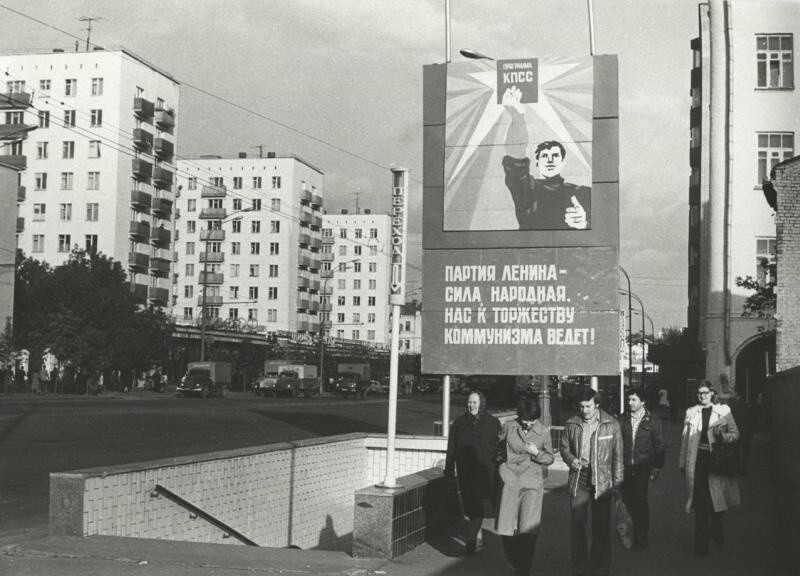 ПРОГРАММА
КПСС
ПЕРЕХОД
ПАРТИЯ ЛЕНИНА –
СИЛА НАРОДНАЯ,
НАС К ТОРЖЕСТВУ
КОММУНИЗМА ВЕДЕТ!